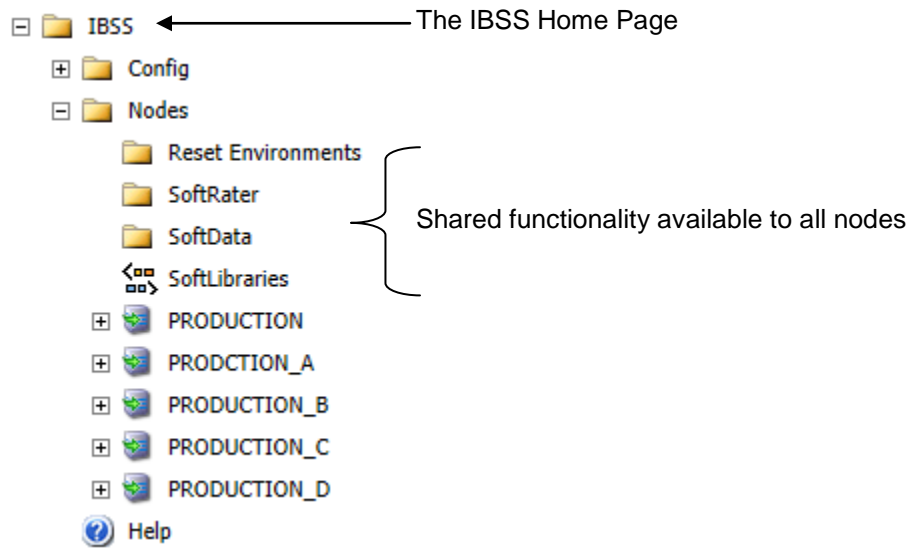 IBSS
The IBSS Home Page
Config
Nodes
Reset Environments
SoftRater
SoftData
Shared functionality available to all nodes
SoftLibraries
PRODUCTION
PRODCTION_A
PRODUCTION_B
PRODUCTION_C
PRODUCTION_D
Help